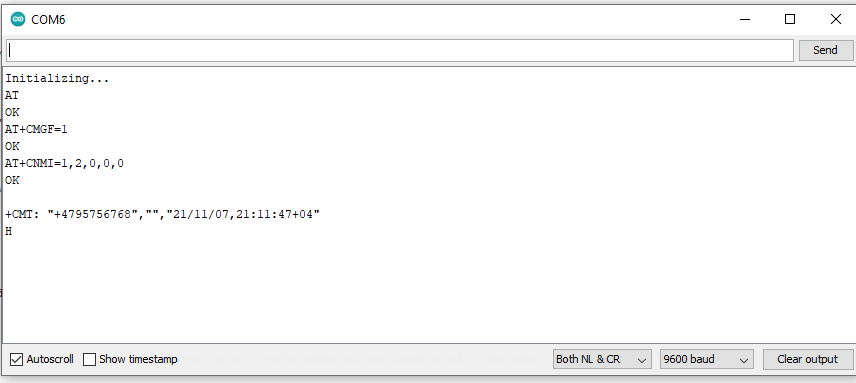 COM6
Send
Initializing...
AT
OK
AT+CMGF=1
OK
AT+CNMI=1,2,0,0,0
OK
+CMT: "+4795756768","","21/11/07,21:11:47+04"
H
Autoscroll Show timestamp Both NL & CR 9600 baud Clear output